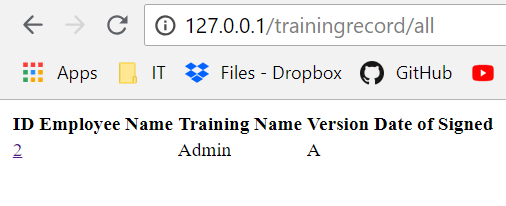 127.0.0.1/trainingrecord/all
Apps IT Files - Dropbox GitHub
ID Employee Name Training Name Version Date of Signed
2 Admin A